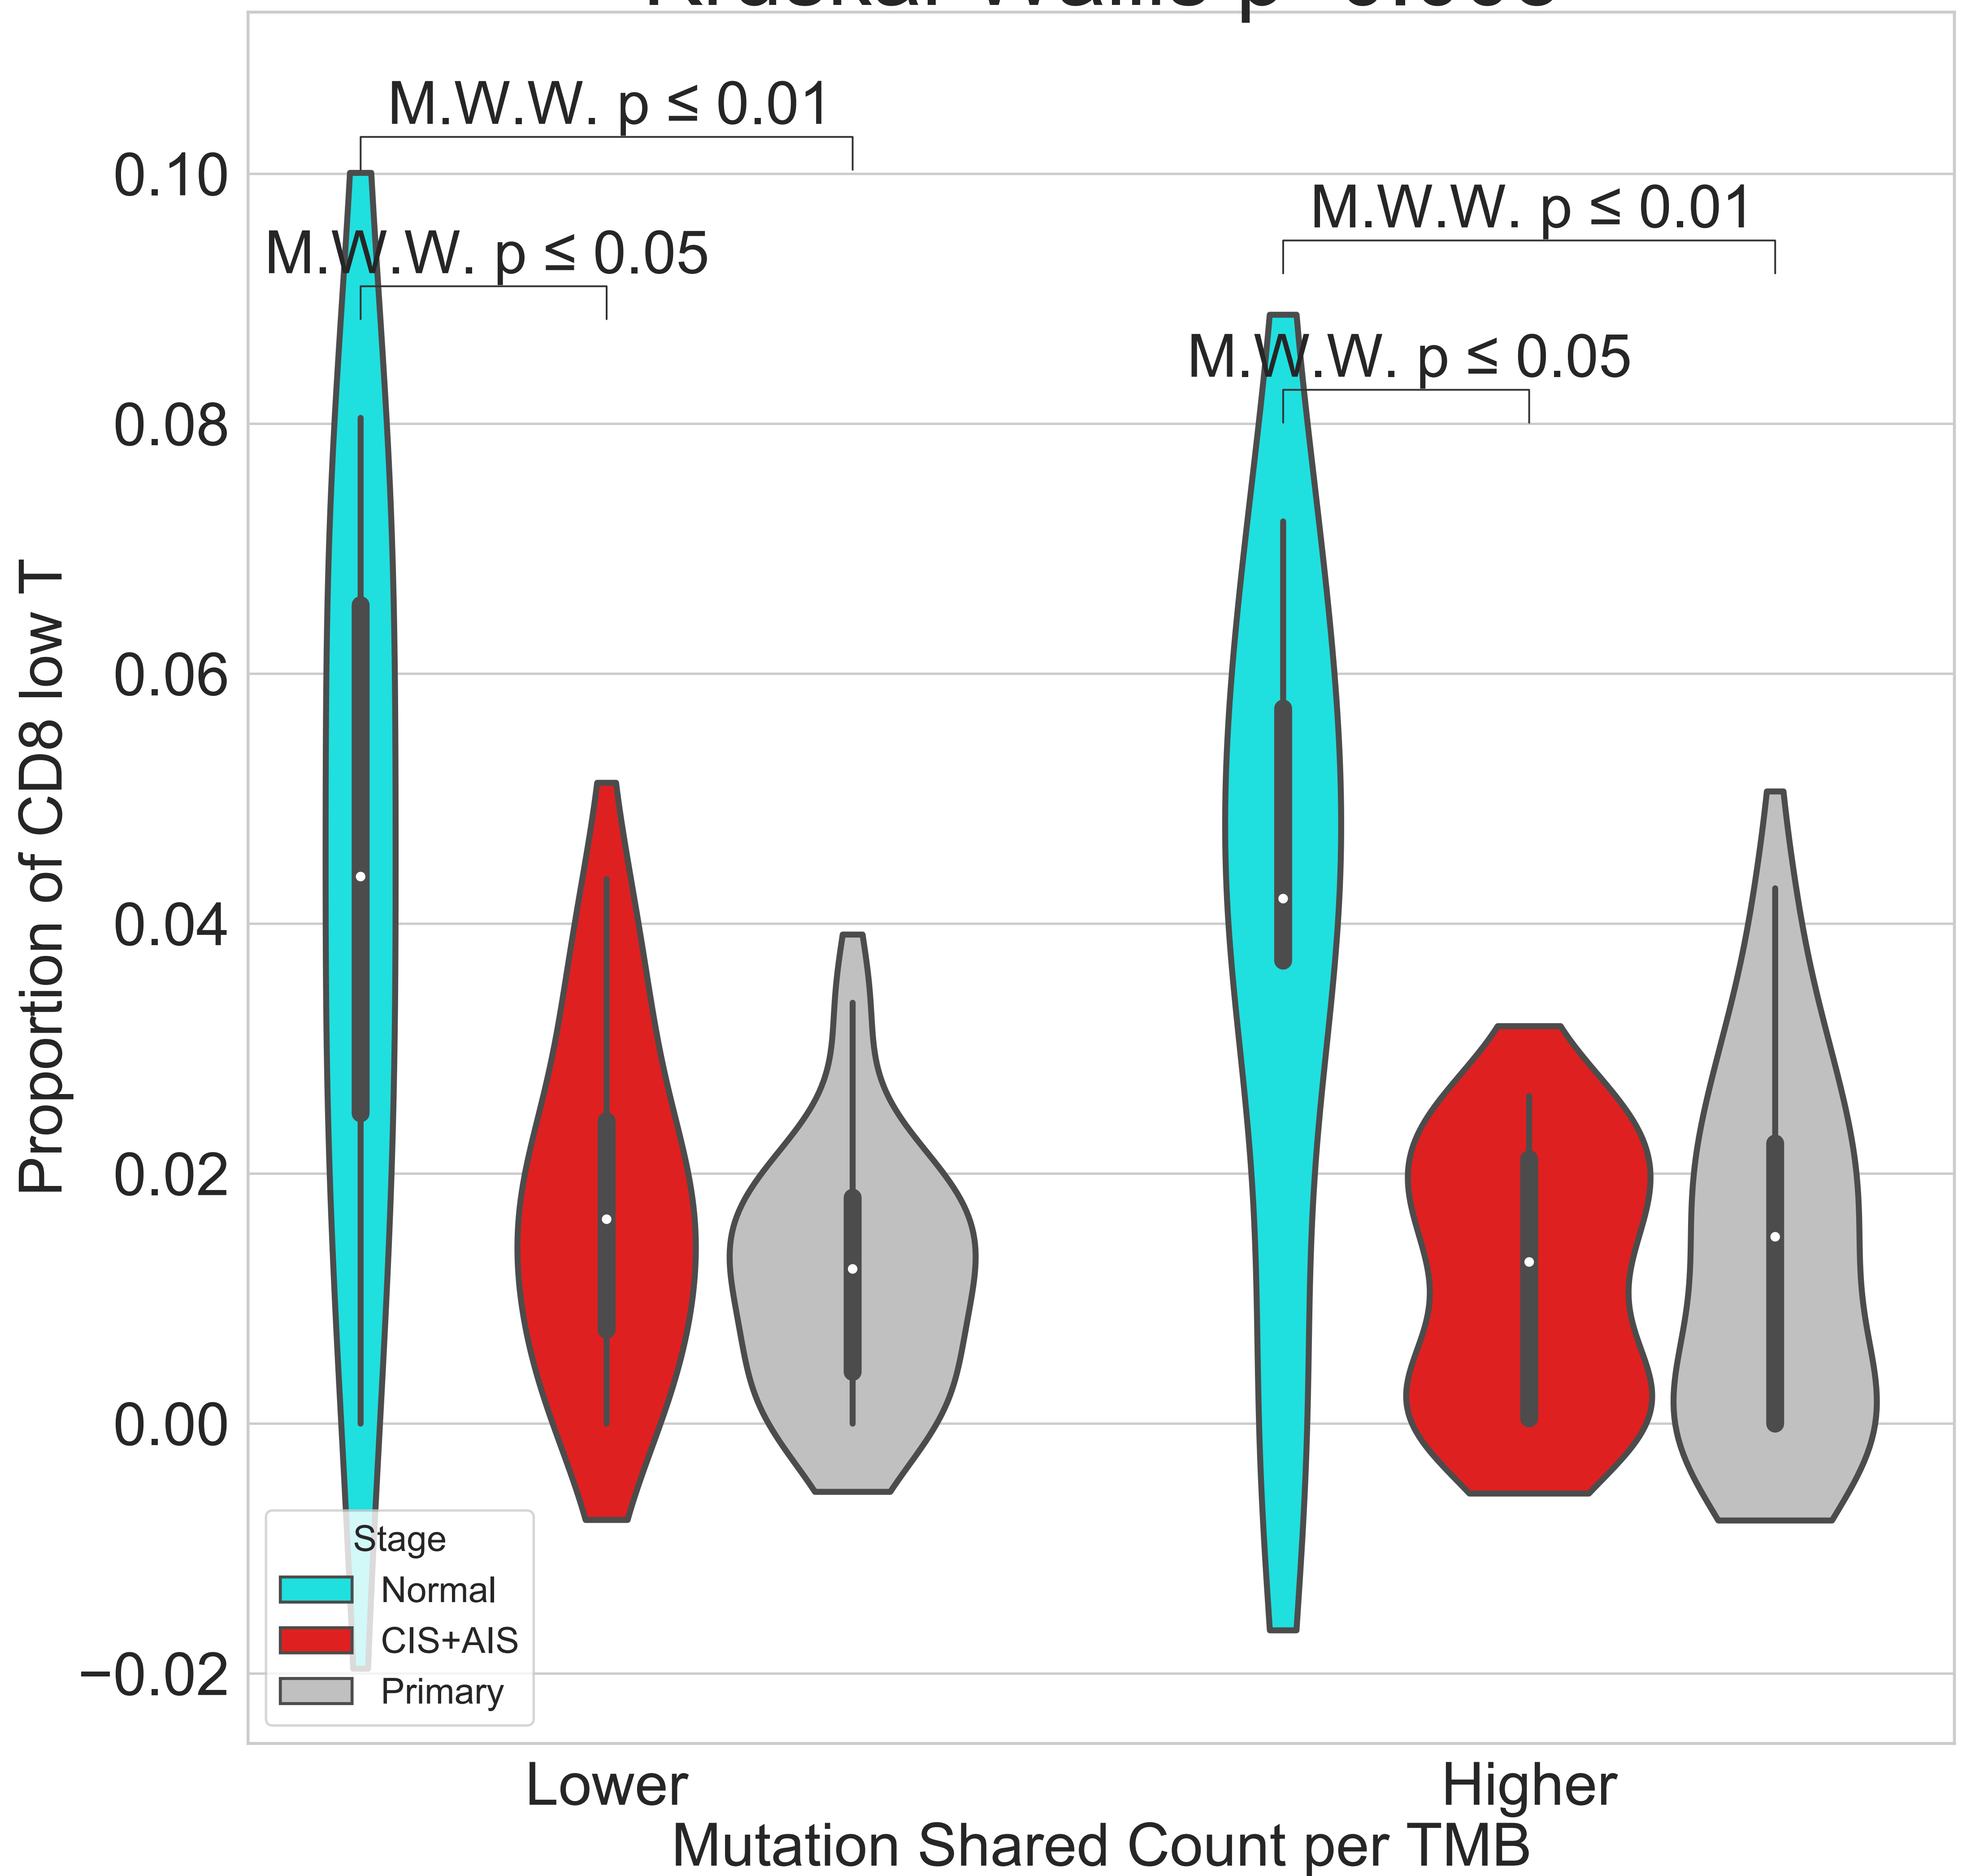 M.W.W. p ≤ 0.01
M.W.W. p ≤ 0.05
M.W.W. p ≤ 0.01
M.W.W. p ≤ 0.05
Proportion of CD8 low T
0.10
0.08
0.06
0.04
0.02
0.00
−0.02
Stage
Normal
CIS+AIS
Primary
Lower
Higher
Mutation Shared Count per TMB